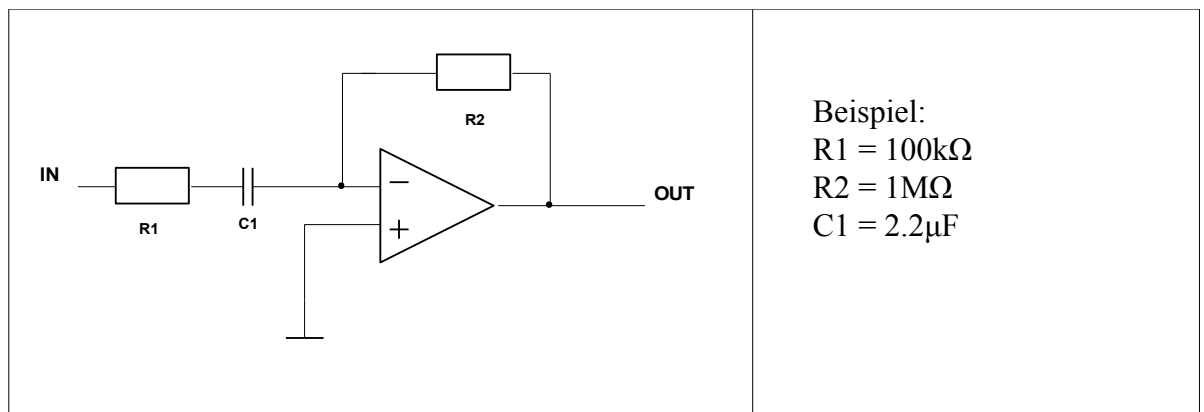 R2
IN
R1
C1
−
+
OUT
Beispiel:
R1 = 100kΩ
R2 = 1MΩ
C1 = 2.2μF